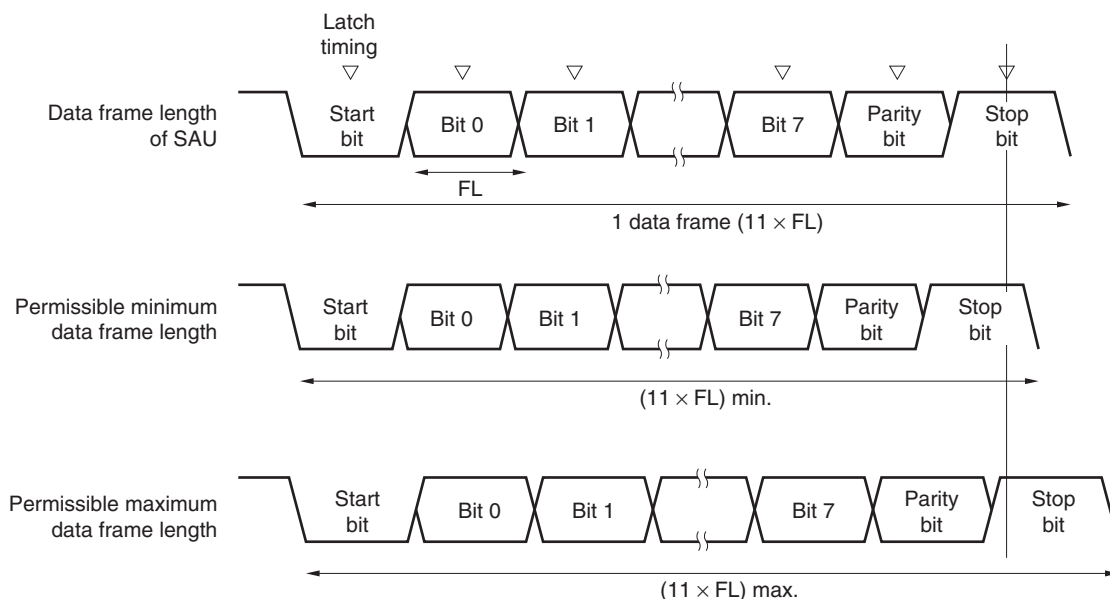 Latch
timing
▽ ▽ ▽ ▽ ▽ ▽
Data frame length
of SAU
Start
bit
Bit 0
Bit 1
Bit 7
Parity
bit
Stop
bit
FL
1 data frame (11 × FL)
Permissible minimum
data frame length
Start
bit
Bit 0
Bit 1
Bit 7
Parity
bit
Stop
bit
(11 × FL) min.
Permissible maximum
data frame length
Start
bit
Bit 0
Bit 1
Bit 7
Parity
bit
Stop
bit
(11 × FL) max.